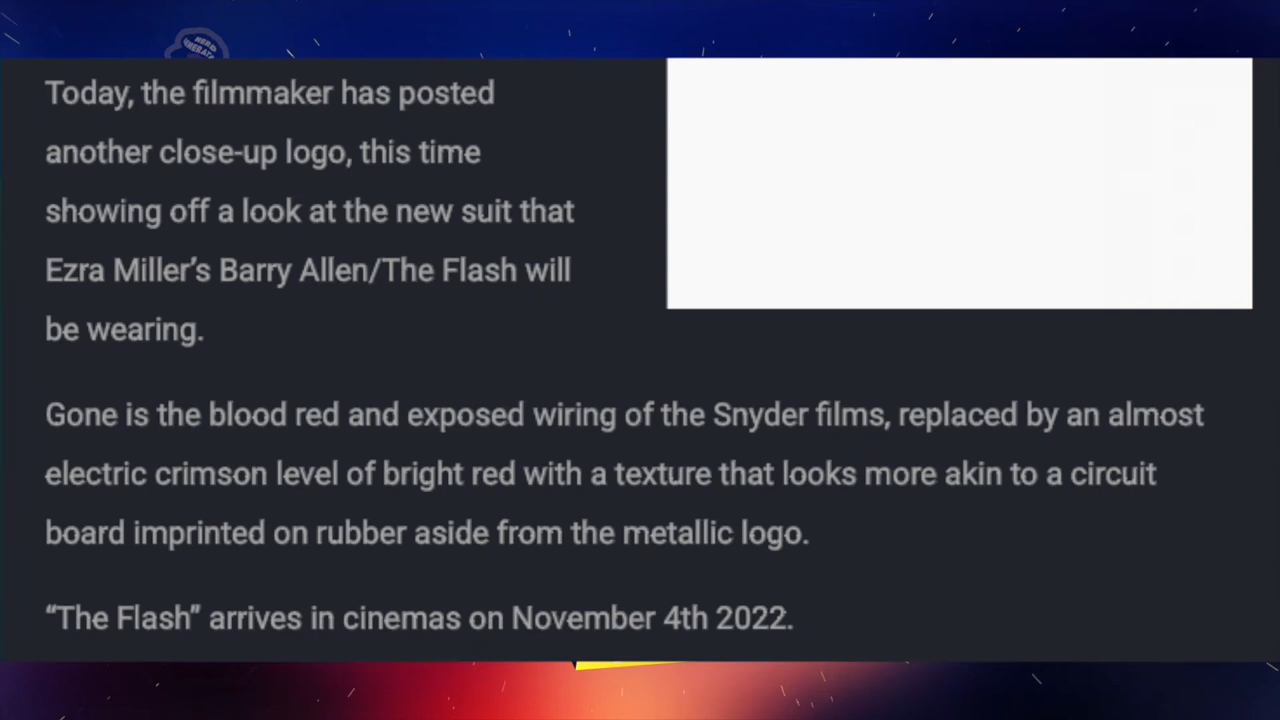 Today, the filmmaker has posted
another close-up logo, this time
showing off a look at the new suit that
Ezra Miller’s Barry Allen/The Flash will
be wearing.
Gone is the blood red and exposed wiring of the Snyder films, replaced by an almost
electric crimson level of bright red with a texture that looks more akin to a circuit
board imprinted on rubber aside from the metallic logo.
“The Flash” arrives in cinemas on November 4th 2022.